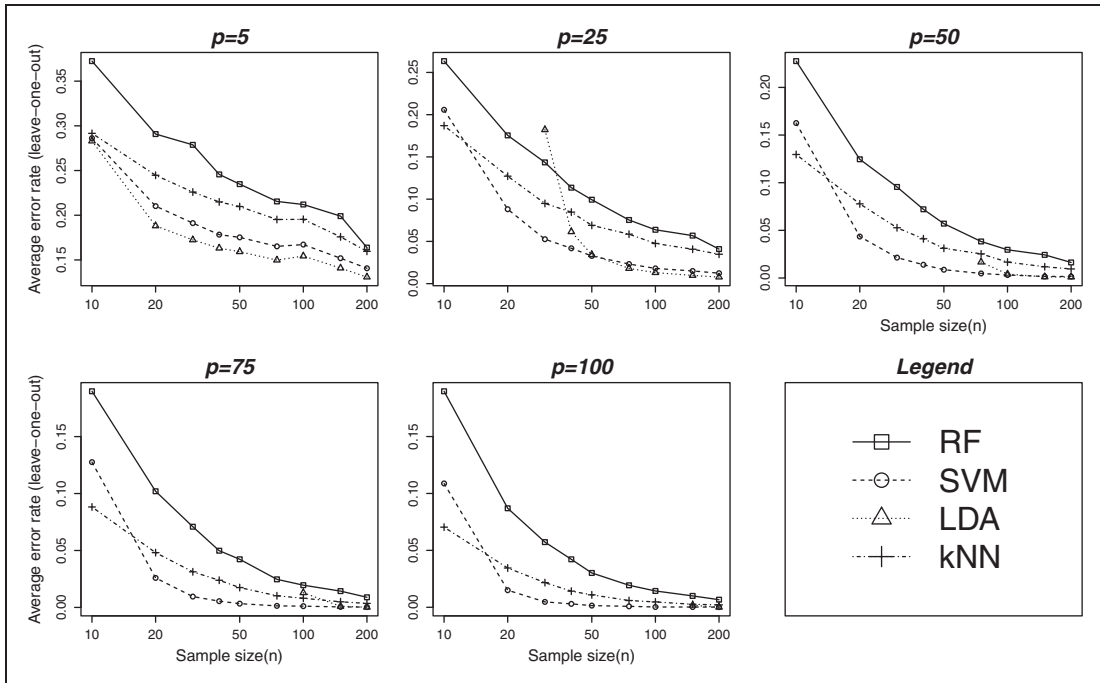 p=5
p=25
p=50
Average error rate (leave−one−out)
0.15 0.20 0.25 0.30 0.35
10 20 50 100 200
0.00 0.05 0.10 0.15 0.20 0.25
10 20 50 100 200
0.00 0.05 0.10 0.15 0.20
10 20 50 100 200
Sample size(n)
p=75
p=100
Legend
Average error rate (leave−one−out)
0.00 0.05 0.10 0.15
10 20 50 100 200
Sample size(n)
0.00 0.05 0.10 0.15
10 20 50 100 200
Sample size(n)
RF
SVM
LDA
kNN